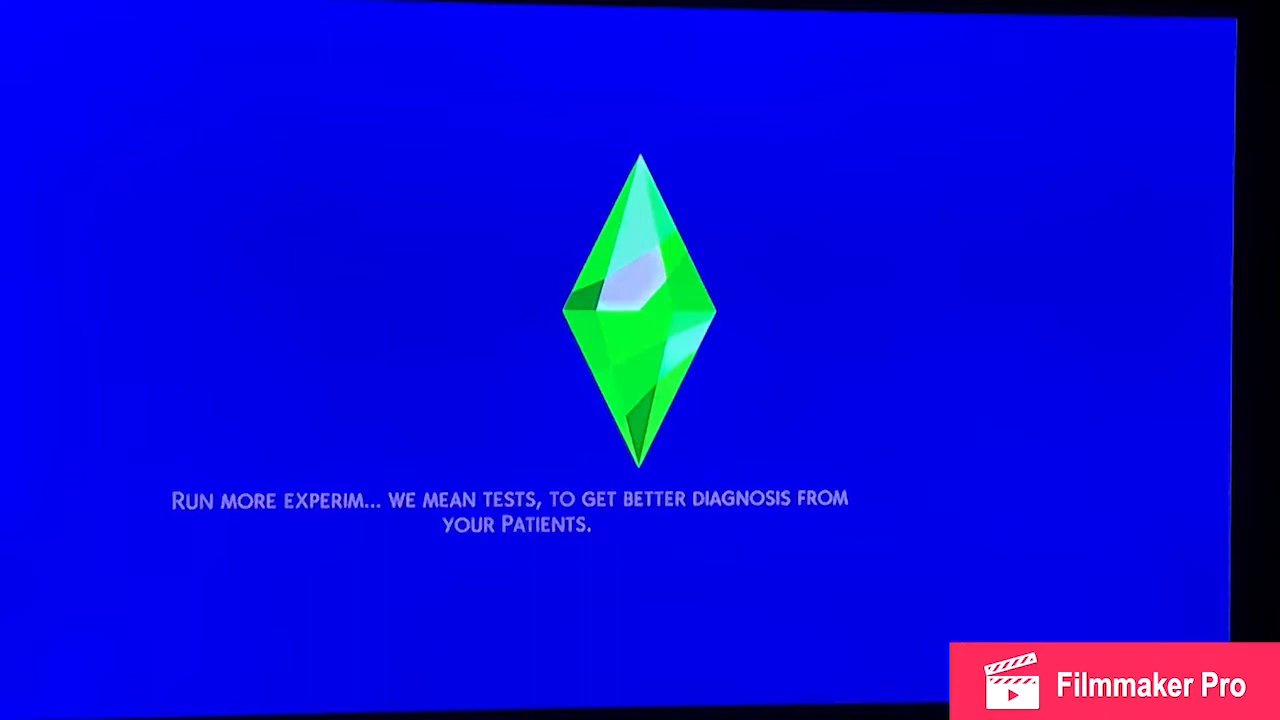 Run more experim... we mean tests, to get better diagnosis from
your Patients.
Filmmaker Pro